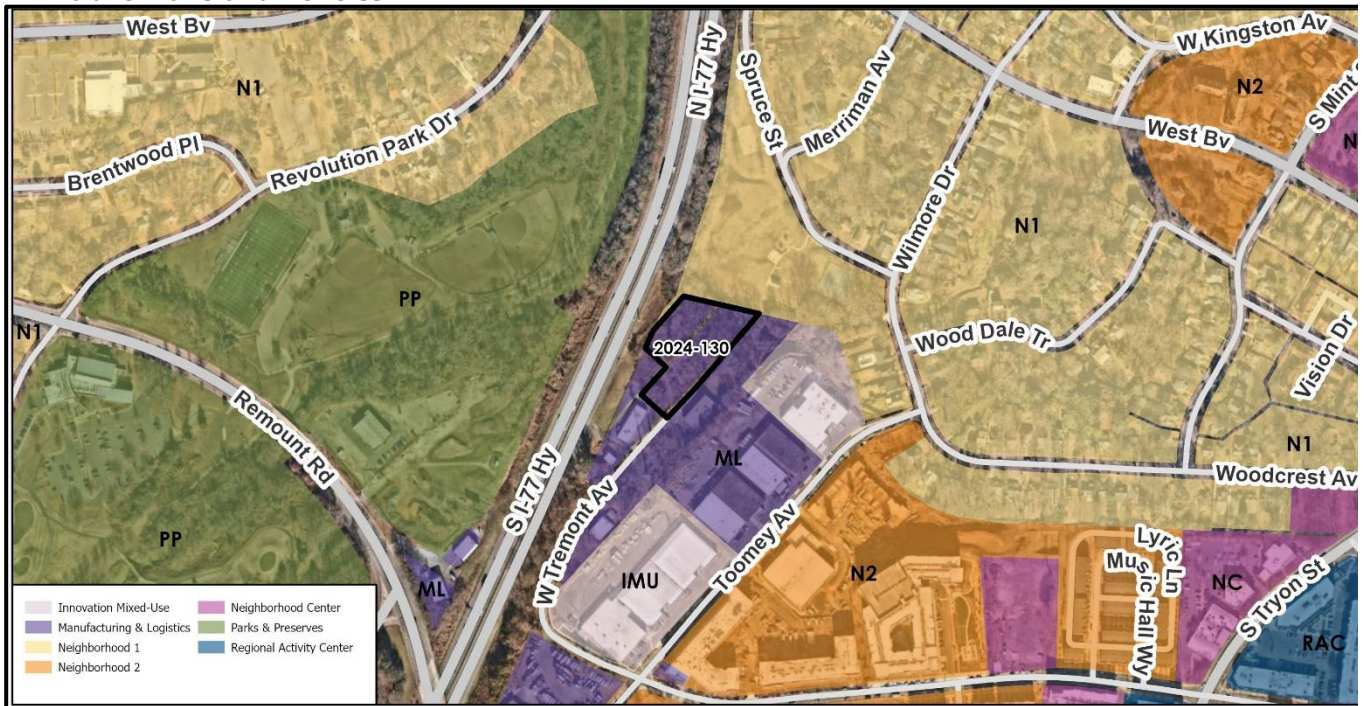 West Bv
N1
Brentwood Pl
Revolution Park Dr
N I-77 Hy
Spruce St
Merriman Av
W Kingston Av
N2
S Mint
West Bv
N
Wilmore Dr
N1
PP
N1
2024-130
Wood Dale Tr
Vision Dr
Remount Rd
PP
S I-77 Hy
ML
W Tremont Av
Toomey Av
N1
Woodcrest Av
ML
IMU
N2
Lyric Ln
Music Hall Wy
NC
S Tryon St
RAC
Innovation Mixed-Use
Manufacturing & Logistics
Neighborhood 1
Neighborhood 2
Neighborhood Center
Parks & Preserves
Regional Activity Center